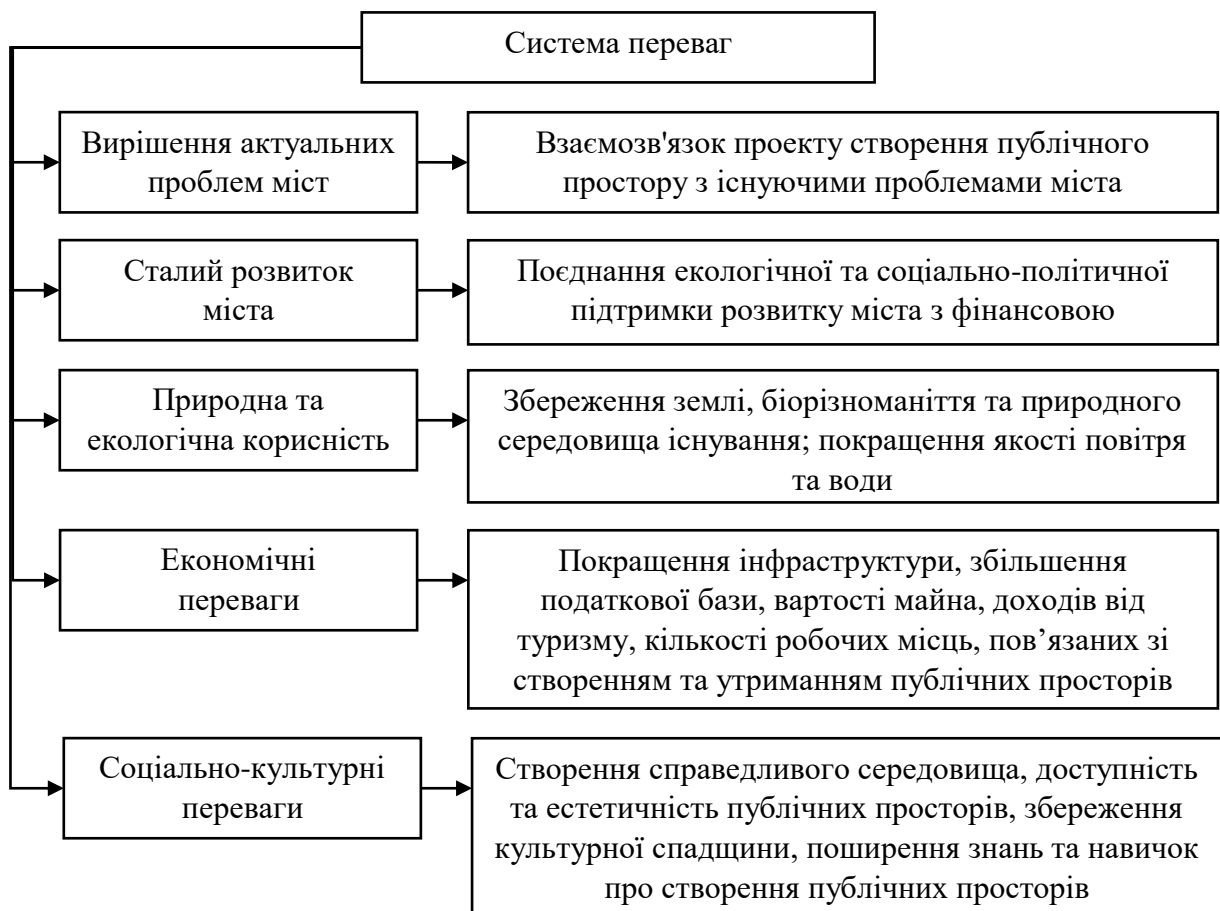 Система переваг
Вирішення актуальних
проблем міст
Взаємозв'язок проекту створення публічного
простору з існуючими проблемами міста
Сталий розвиток
міста
Поєднання екологічної та соціально-політичної
підтримки розвитку міста з фінансовою
Природна та
екологічна корисність
Збереження землі, біорізноманіття та природного
середовища існування; покращення якості повітря
та води
Економічні
переваги
Покращення інфраструктури, збільшення
податкової бази, вартості майна, доходів від
туризму, кількості робочих місць, пов’язаних зі
створенням та утриманням публічних просторів
Соціально-культурні
переваги
Створення справедливого середовища, доступність
та естетичність публічних просторів, збереження
культурної спадщини, поширення знань та навичок
про створення публічних просторів